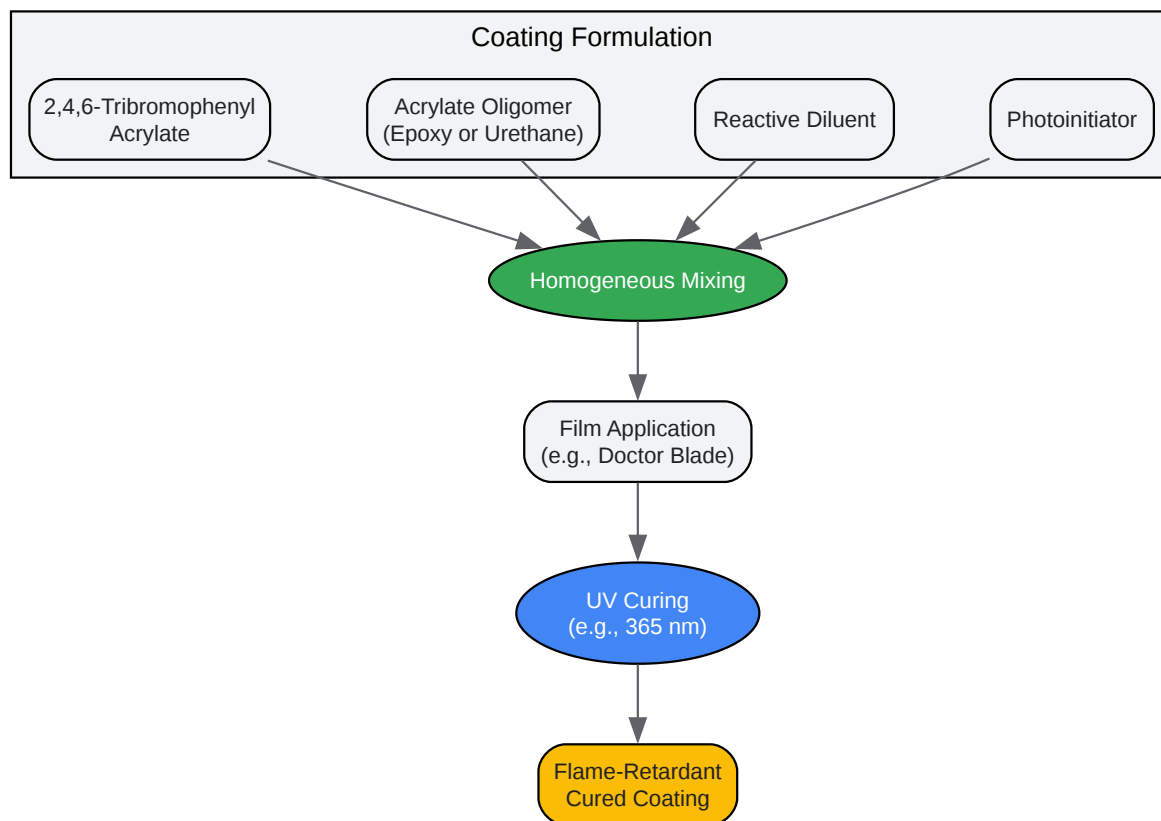 Coating Formulation
2,4,6-Tribromophenyl
Acrylate
Acrylate Oligomer
(Epoxy or Urethane)
Reactive Diluent
Photoinitiator
Homogeneous Mixing
Film Application
(e.g., Doctor Blade)
UV Curing
(e.g., 365 nm)
Flame-Retardant
Cured Coating